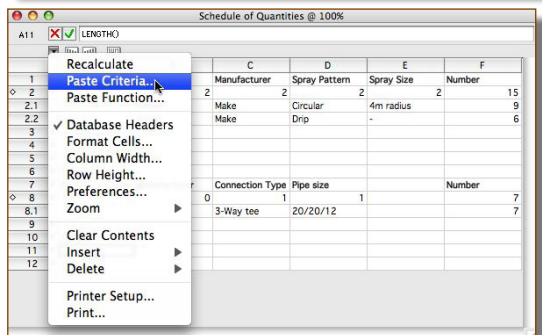 Schedule of Quantities @ 100%
A11 LENGTH()
Recalculate
Paste Criteria...
Paste Function...
✓ Database Headers
Format Cells...
Column Width...
Row Height...
Preferences...
Zoom
Clear Contents
Insert
Delete
Printer Setup...
Print...
C D E F
1 Manufacturer Spray Pattern Spray Size Number
2 2 2 2 2 15
2.1 Make Circular 4m radius 9
2.2 Make Drip - 6
3
4
5
6
7 Connection Type Pipe size Number
8 0 1 1 7
8.1 3-Way tee 20/20/12 7
9
10
11
12